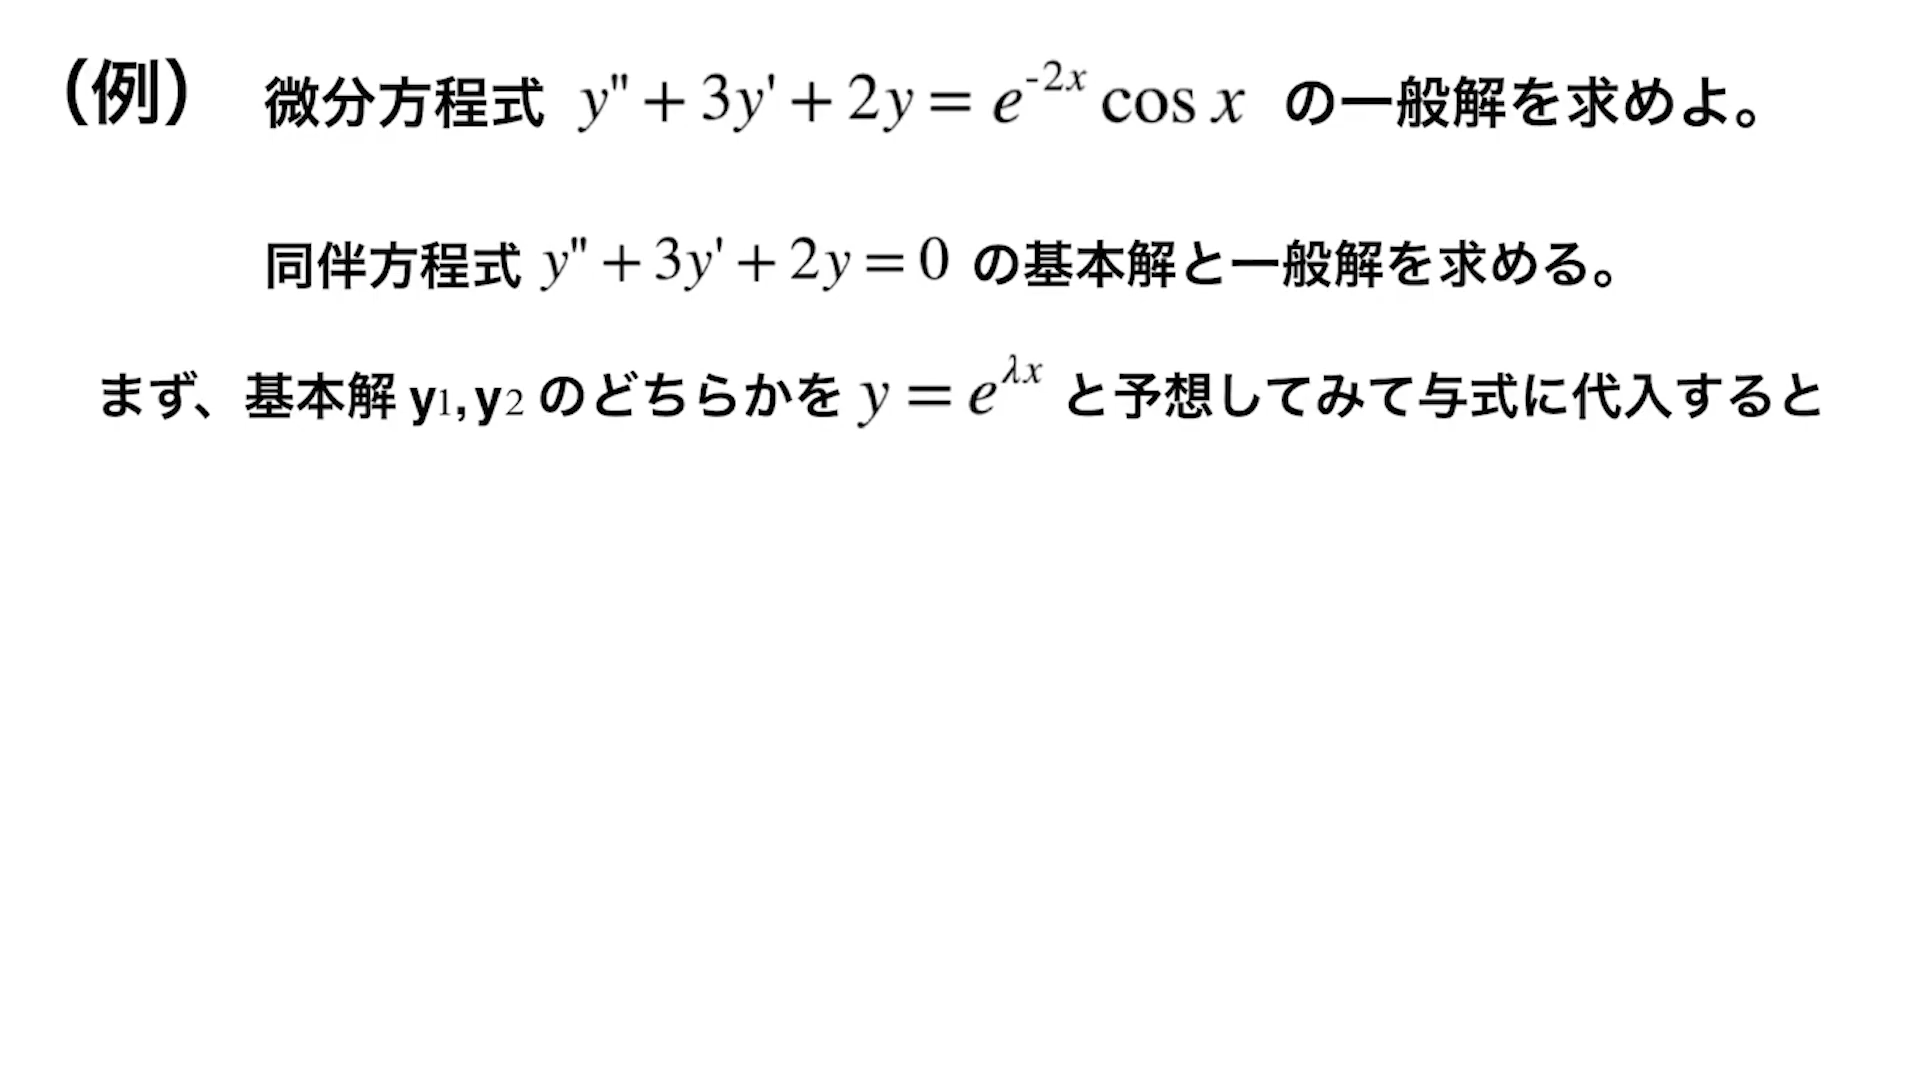 （例） 微分方程式 y'' + 3y' + 2y = e^{-2x} cos x の一般解を求めよ。
同伴方程式 y'' + 3y' + 2y = 0 の基本解と一般解を求める。
まず、基本解 y₁, y₂ のどちらかを y = e^{λx} と予想してみて与式に代入すると